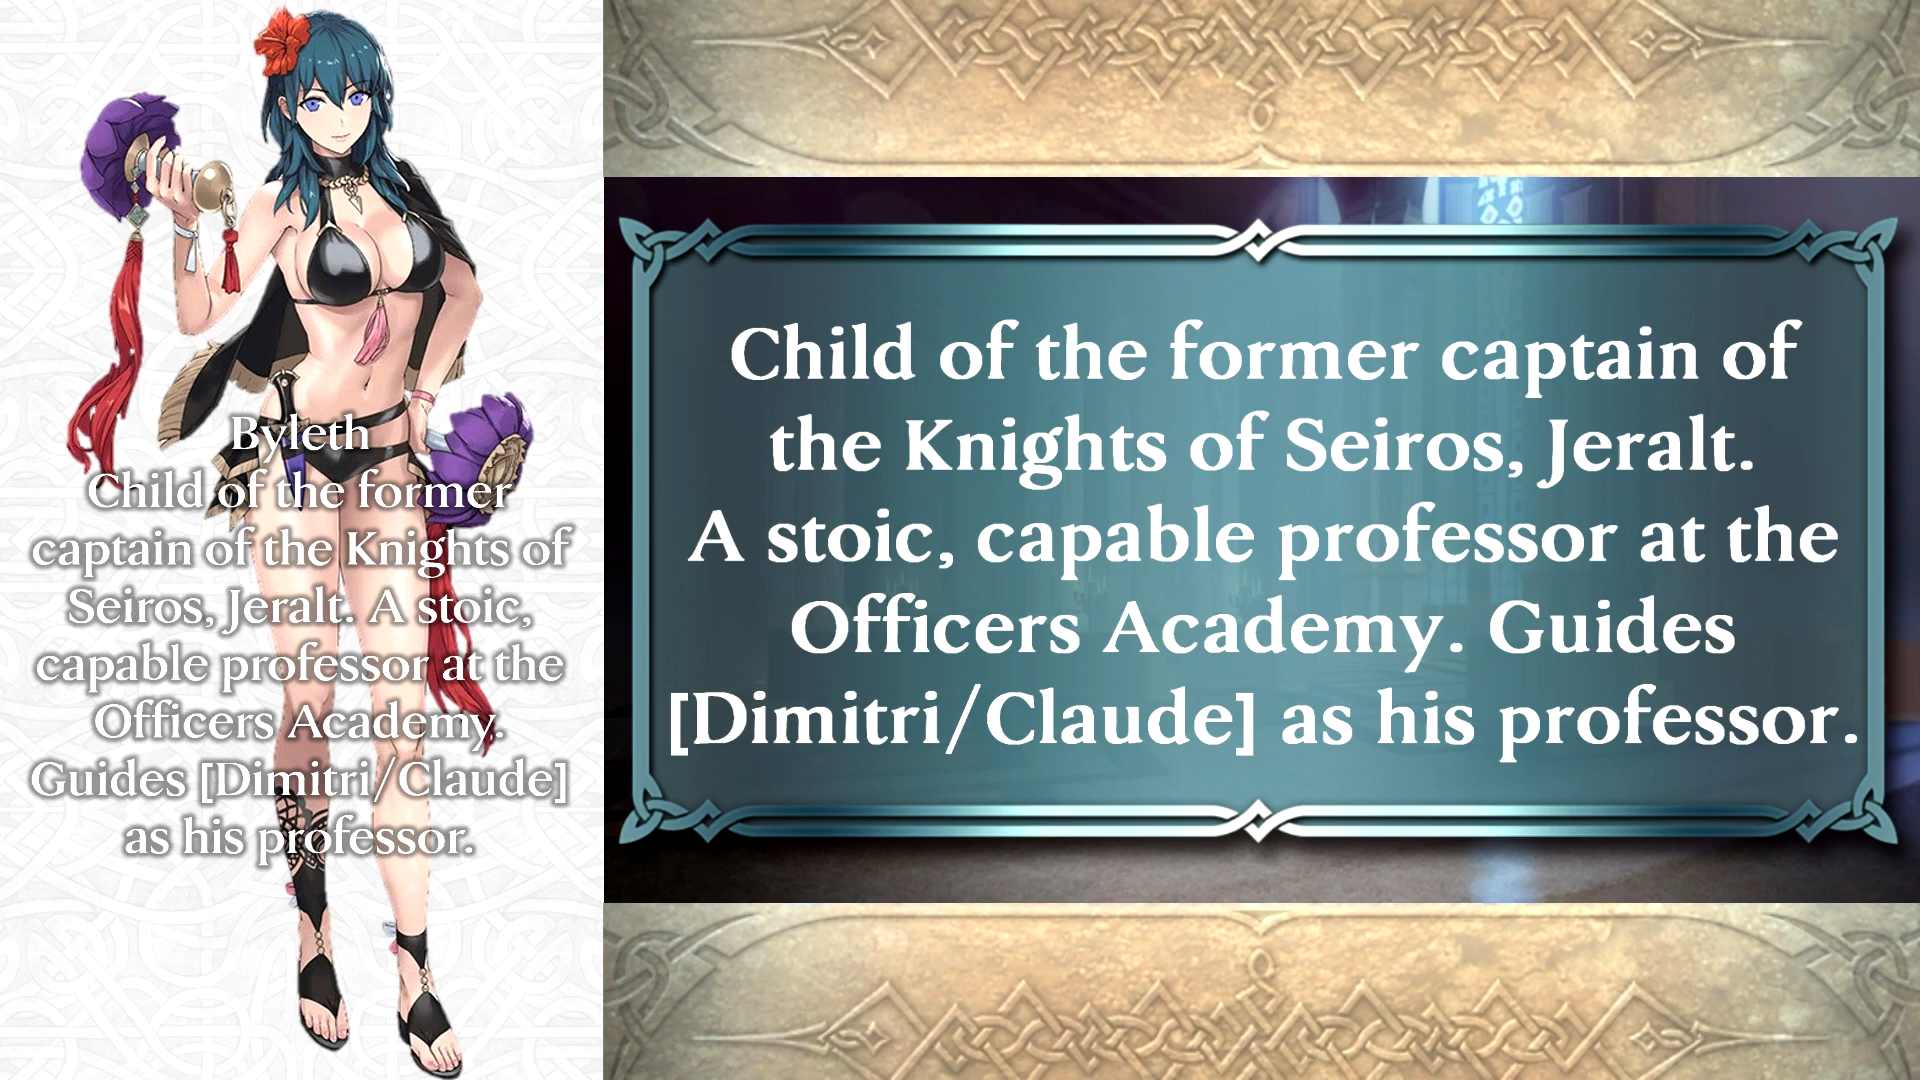 Byleth
Child of the former
captain of the Knights of
Seiros, Jeralt. A stoic,
capable professor at the
Officers Academy.
Guides [Dimitri/Claude]
as his professor.
Child of the former captain of
the Knights of Seiros, Jeralt.
A stoic, capable professor at the
Officers Academy. Guides
[Dimitri/Claude] as his professor.